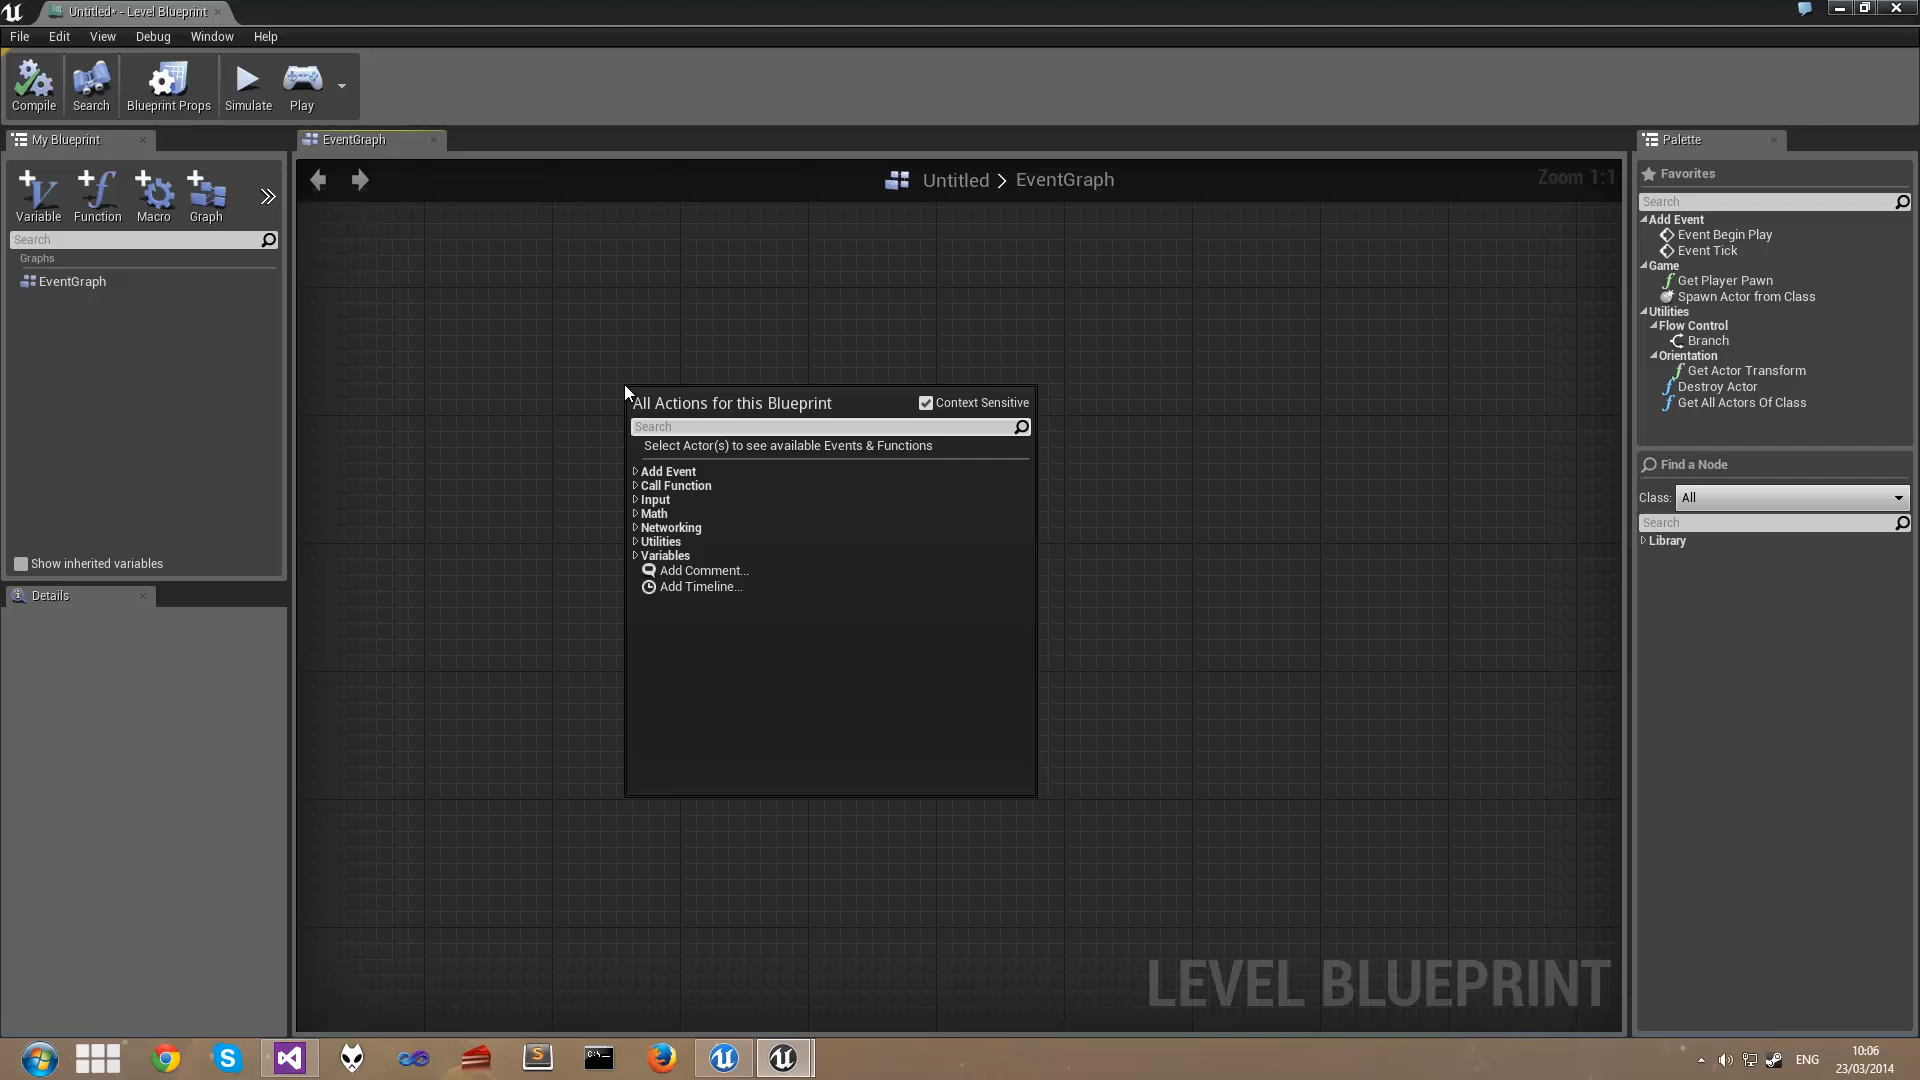 Untitled* - Level Blueprint
File Edit View Debug Window Help
Compile Search Blueprint Props Simulate Play
My Blueprint
Variable Function Macro Graph
Search
Graphs
EventGraph
Show inherited variables
Details
EventGraph
Untitled > EventGraph
Zoom 1:1
All Actions for this Blueprint
Context Sensitive
Search
Select Actor(s) to see available Events & Functions
Add Event
Call Function
Input
Math
Networking
Utilities
Variables
Add Comment...
Add Timeline...
LEVEL BLUEPRINT
Palette
Favorites
Search
Add Event
Event Begin Play
Event Tick
Game
Get Player Pawn
Spawn Actor from Class
Utilities
Flow Control
Branch
Orientation
Get Actor Transform
Destroy Actor
Get All Actors Of Class
Find a Node
Class: All
Search
Library
ENG
10:06
23/03/2014